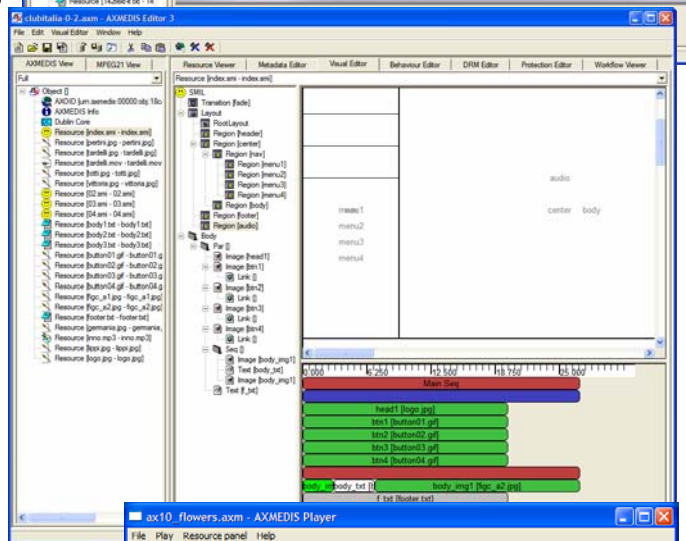 clubitalia-0-2.axm - AXMEDIS Editor 3
File Edit Visual Editor Window Help
AXMEDIS View MPEG21 View
Full
Object []
AXMEDIS Info
Dublin Core
Resource [index.smi - index.smi]
Resource [pertini.jpg - pertini.jpg]
Resource [tardelli.jpg - tardelli.jpg]
Resource [tardelli.mov - tardelli.mov
Resource [totti.jpg - totti.jpg]
Resource [vittoria.jpg - vittoria.jpg]
Resource [02.smi - 02.smi]
Resource [03.smi - 03.smi]
Resource [04.smi - 04.smi]
Resource [body1.txt - body1.txt]
Resource [body2.txt - body2.txt]
Resource [body3.txt - body3.txt]
Resource [button01.gif - button01.g
Resource [button02.gif - button02.g
Resource [button03.gif - button03.g
Resource [button04.gif - button04.g
Resource [figc_a1.jpg - figc_a1.jpg]
Resource [figc_a2.jpg - figc_a2.jpg]
Resource [footer.txt - footer.txt]
Resource [germania.jpg - germania,
Resource [inno.mp3 - inno.mp3]
Resource [lippi.jpg - lippi.jpg]
Resource [logo.jpg - logo.jpg]
Resource Viewer Metadata Editor Visual Editor Behaviour Editor DRM Editor Protection Editor Workflow Viewer
Resource [index.smi - index.smi]
SMIL
Transition [fade]
Layout
RootLayout
Region [header]
Region [center]
Region [nav]
Region [menu1]
Region [menu2]
Region [menu3]
Region [menu4]
Region [body]
Region [footer]
Region [audio]
Body
Par []
Image [head1]
Image [btn1]
Link []
Image [btn2]
Link []
Image [btn3]
Link []
Image [btn4]
Link []
Seq []
Image [body_img1]
Text [body_txt]
Image [body_img1]
Text [f_txt]
audio
center body
menu2
menu3
menu4
0.000 6.250 12.500 18.750 25.000
Main Seq
head1 [logo.jpg]
btn1 [button01.gif]
btn2 [button02.gif]
btn3 [button03.gif]
btn4 [button04.gif]
body_txt [t body_img1 [figc_a2.jpg]
f_txt [footer.txt]
ax10_flowers.axm - AXMEDIS Player
File Play Resource panel Help